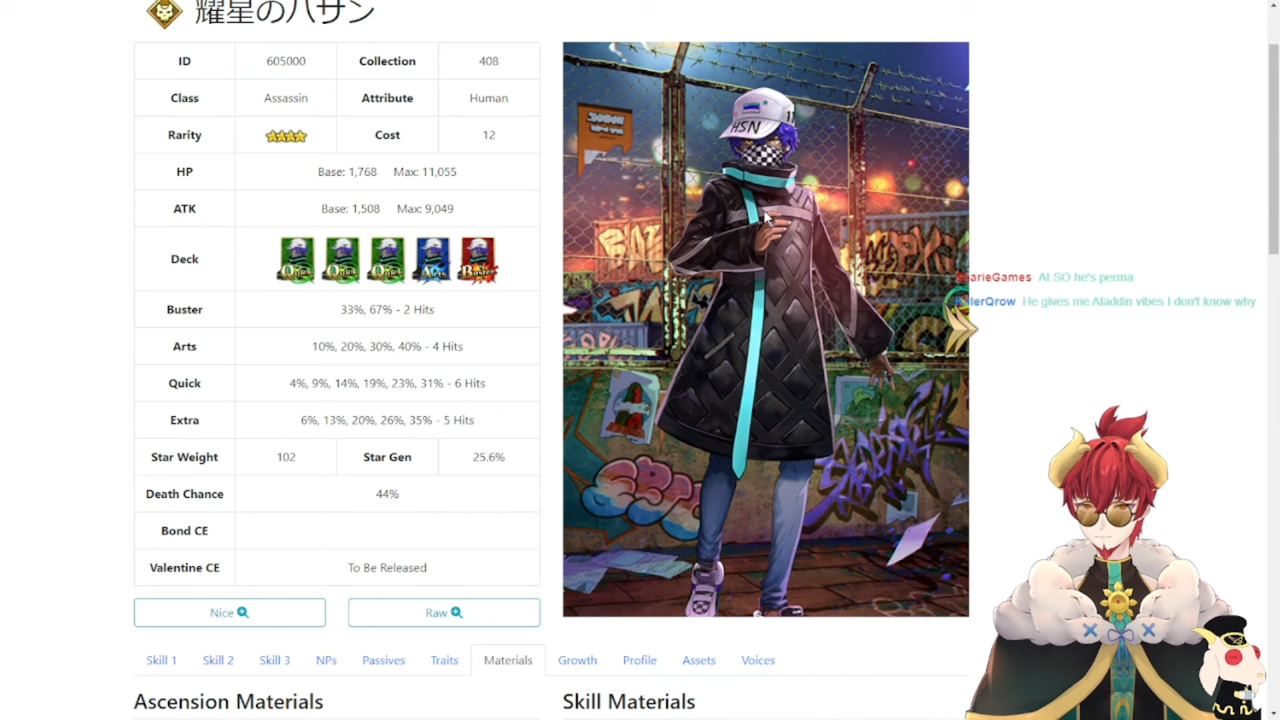 耀星のハサン
ID 605000 Collection 408
Class Assassin Attribute Human
Rarity Cost 12
HP Base: 1,768 Max: 11,055
ATK Base: 1,508 Max: 9,049
Deck Quick Quick Quick Arts Buster
Buster 33%, 67% - 2 Hits
Arts 10%, 20%, 30%, 40% - 4 Hits
Quick 4%, 9%, 14%, 19%, 23%, 31% - 6 Hits
Extra 6%, 13%, 20%, 26%, 35% - 5 Hits
Star Weight 102 Star Gen 25.6%
Death Chance 44%
Bond CE
Valentine CE To Be Released
Nice Raw
Skill 1 Skill 2 Skill 3 NPs Passives Traits Materials Growth Profile Assets Voices
Ascension Materials Skill Materials
HSN
ALSO he's perma
He gives me Aladdin vibes I don't know why